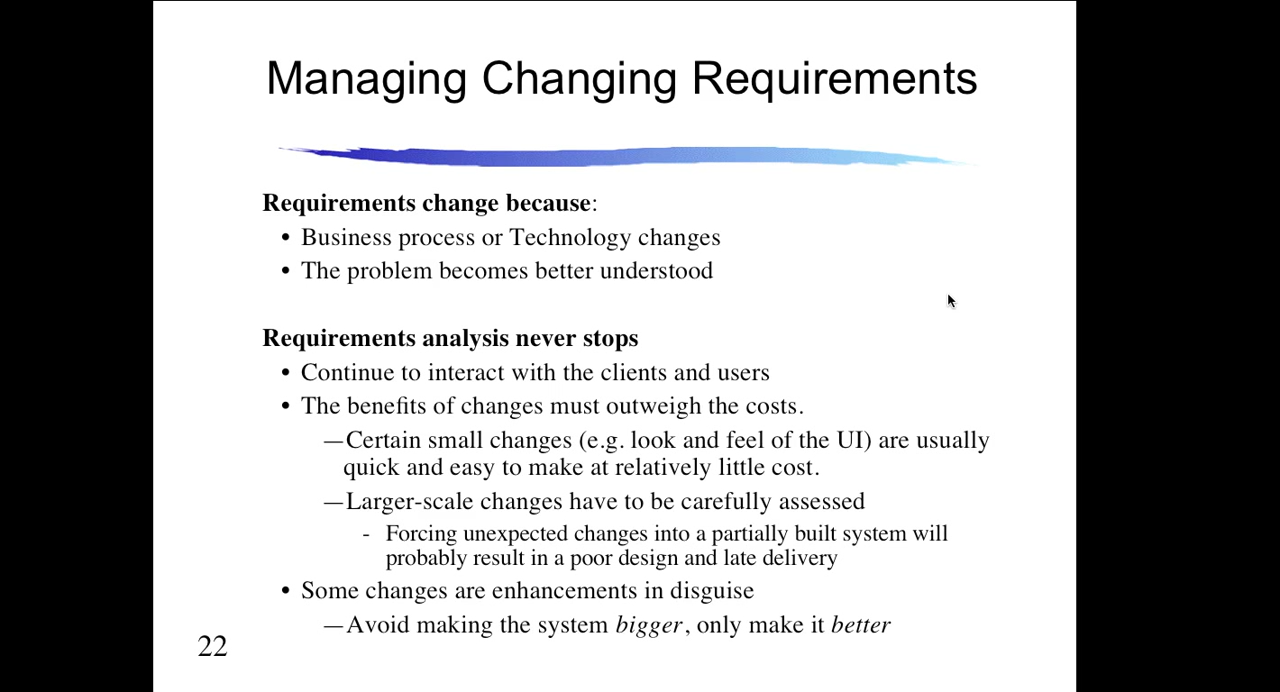 Managing Changing Requirements
Requirements change because:
• Business process or Technology changes
• The problem becomes better understood
Requirements analysis never stops
• Continue to interact with the clients and users
• The benefits of changes must outweigh the costs.
—Certain small changes (e.g. look and feel of the UI) are usually
quick and easy to make at relatively little cost.
—Larger-scale changes have to be carefully assessed
- Forcing unexpected changes into a partially built system will
probably result in a poor design and late delivery
• Some changes are enhancements in disguise
—Avoid making the system bigger, only make it better
22